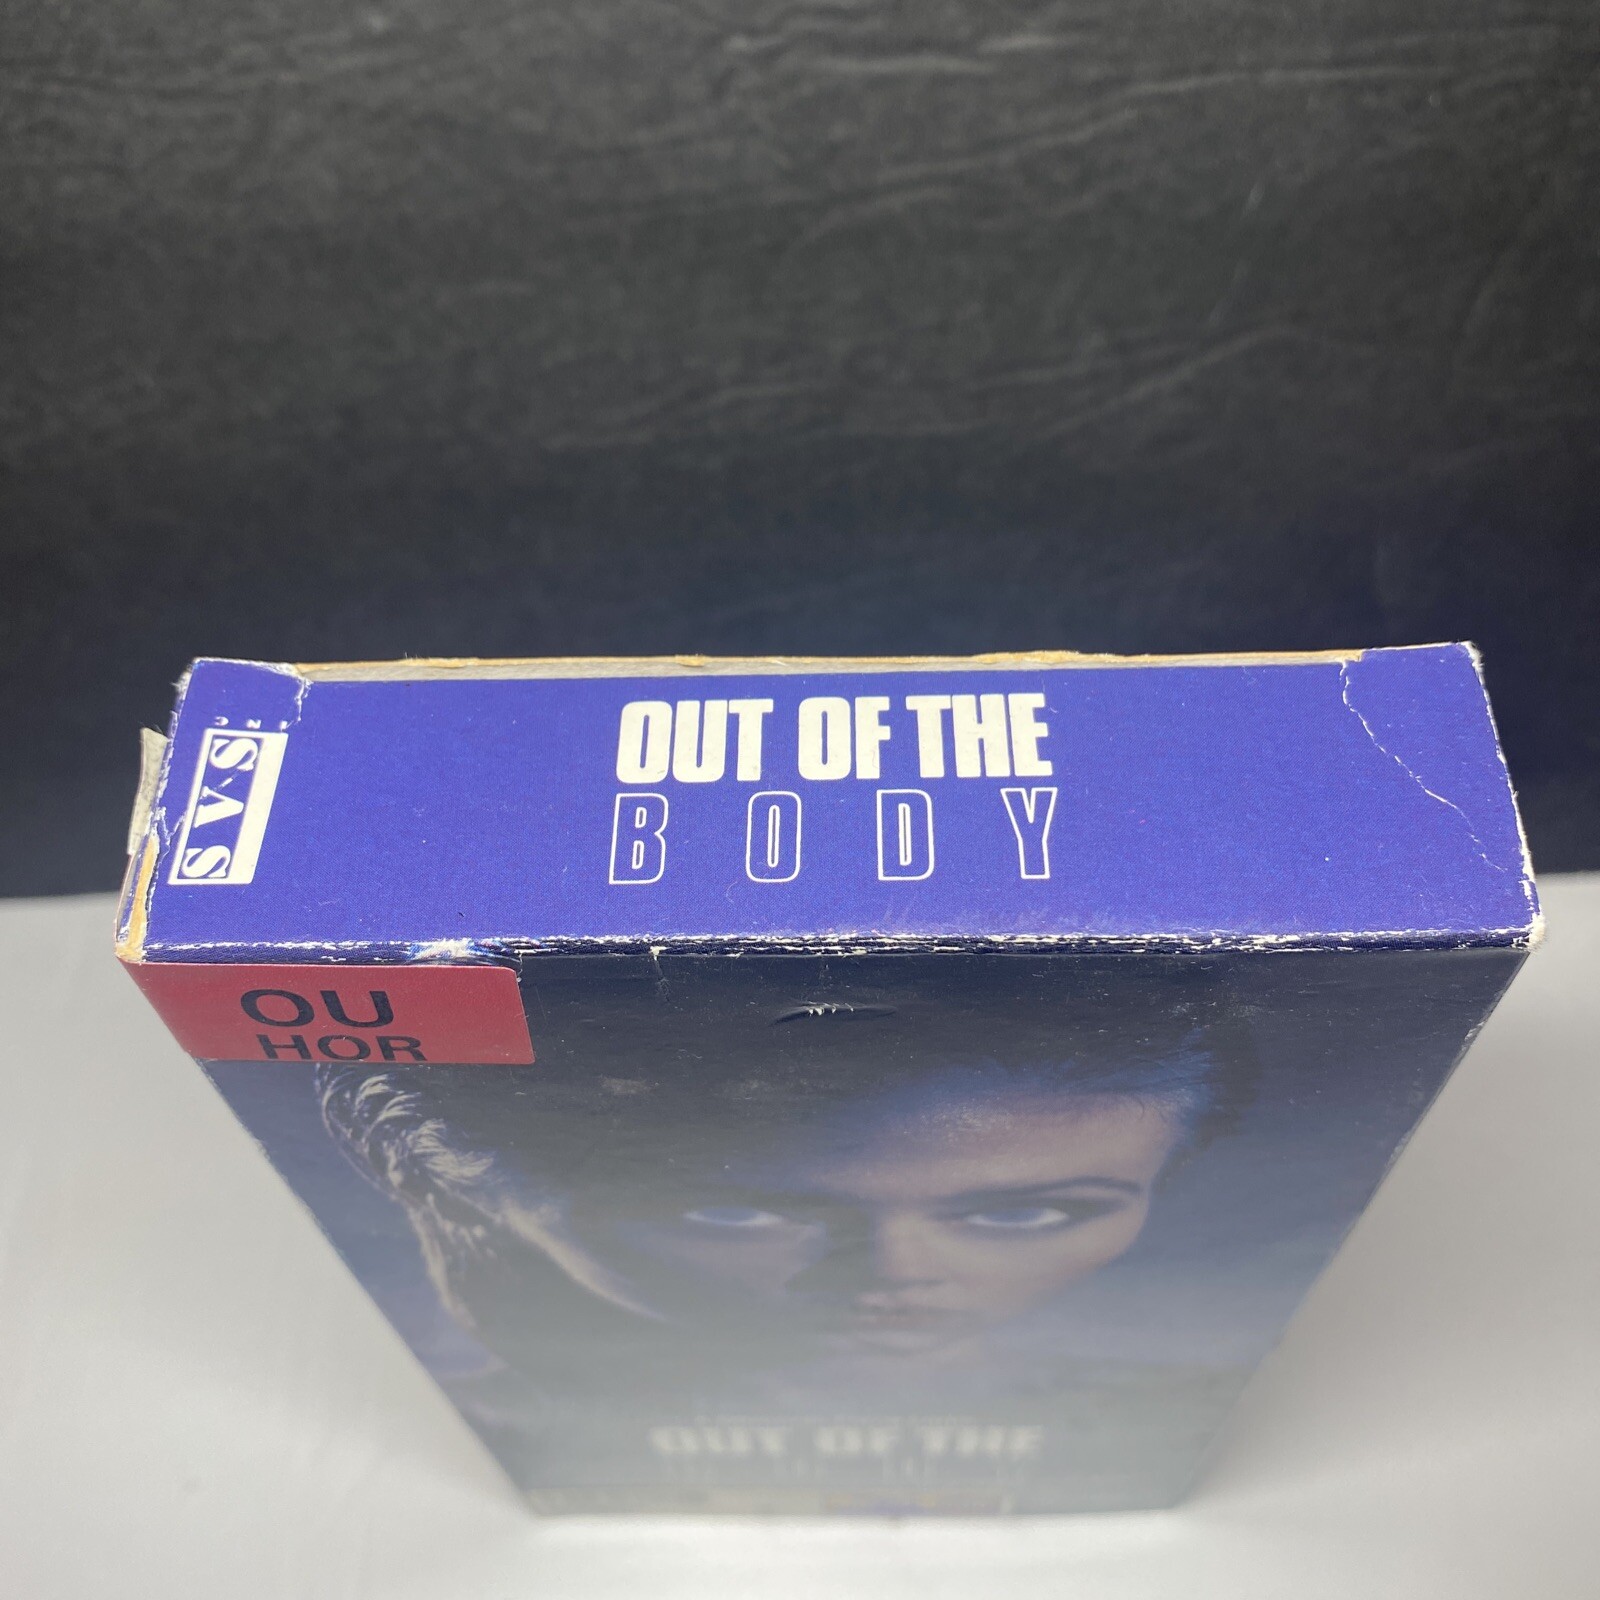 SVS
OUT OF THE
BODY
OU
HOR
OUT OF THE